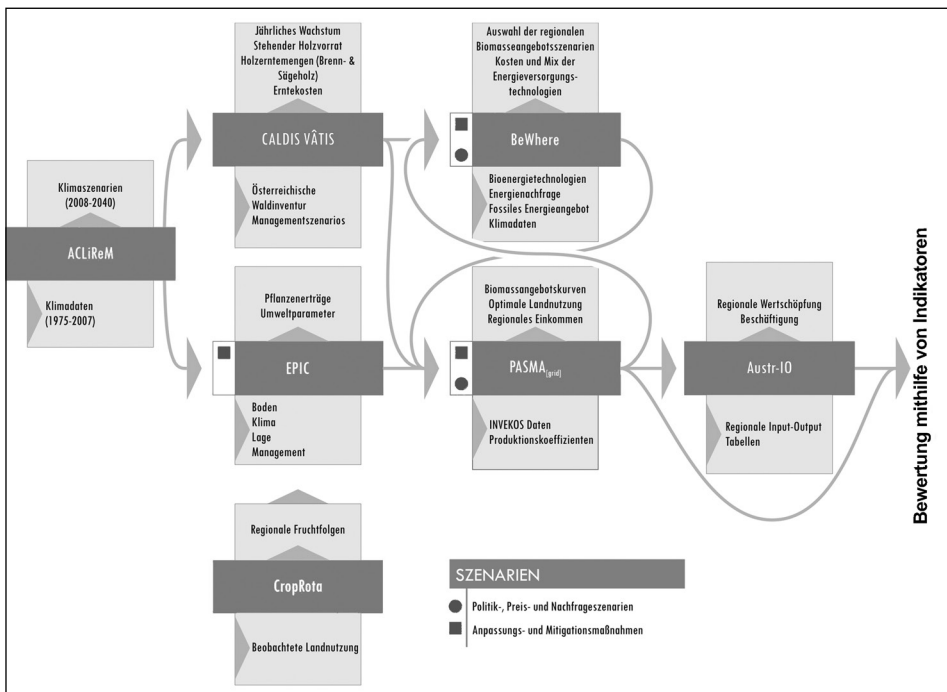 Klimaszenarien
(2008-2040)
ACLiReM
Klimadaten
(1975-2007)
Jährliches Wachstum
Stehender Holzvorrat
Holzerntemengen (Brenn- &
Sägeholz)
Erntekosten
CALDIS VÂTIS
Österreichische
Waldinventur
Managementszenarios
Pflanzenerträge
Umweltparameter
EPIC
Boden
Klima
Lage
Management
Regionale Fruchtfolgen
CropRota
Beobachtete Landnutzung
Auswahl der regionalen
Biomasseangebotsszenarien
Kosten und Mix der
Energieversorgungs-
technologien
BeWhere
Bioenergietechnologien
Energienachfrage
Fossiles Energieangebot
Klimadaten
Biomassangebotskurven
Optimale Landnutzung
Regionales Einkommen
PASMA[grid]
INVEKOS Daten
Produktionskoeffizienten
Regionale Wertschöpfung
Beschäftigung
Austr-IO
Regionale Input-Output
Tabellen
Bewertung mithilfe von Indikatoren
SZENARIEN
Politik-, Preis- und Nachfrageszenarien
Anpassungs- und Mitigationsmaßnahmen